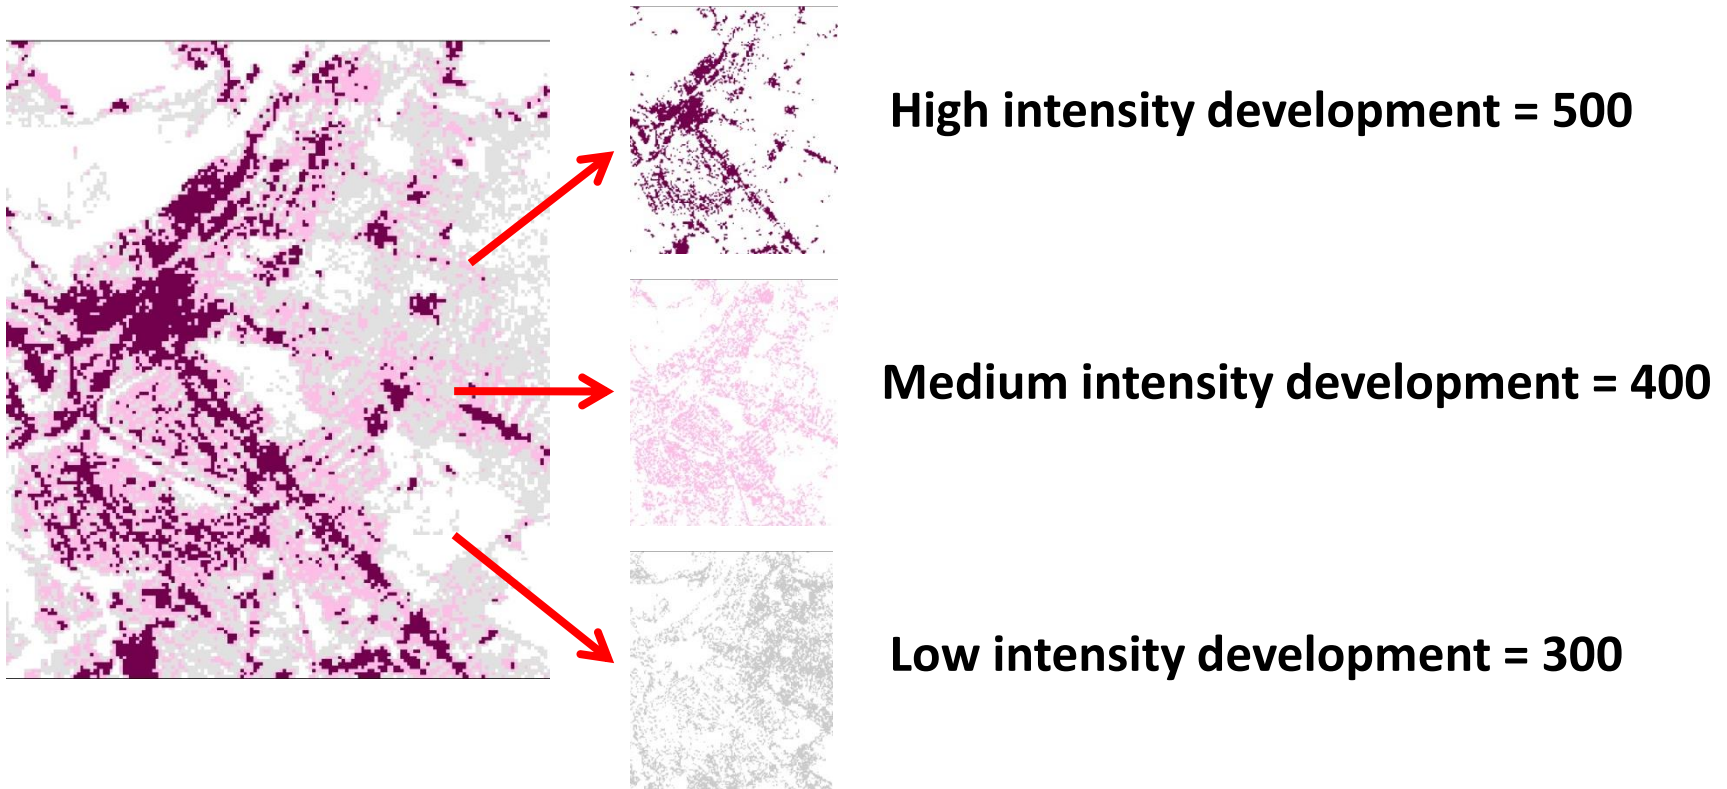 High intensity development = 500
Medium intensity development = 400
Low intensity development = 300